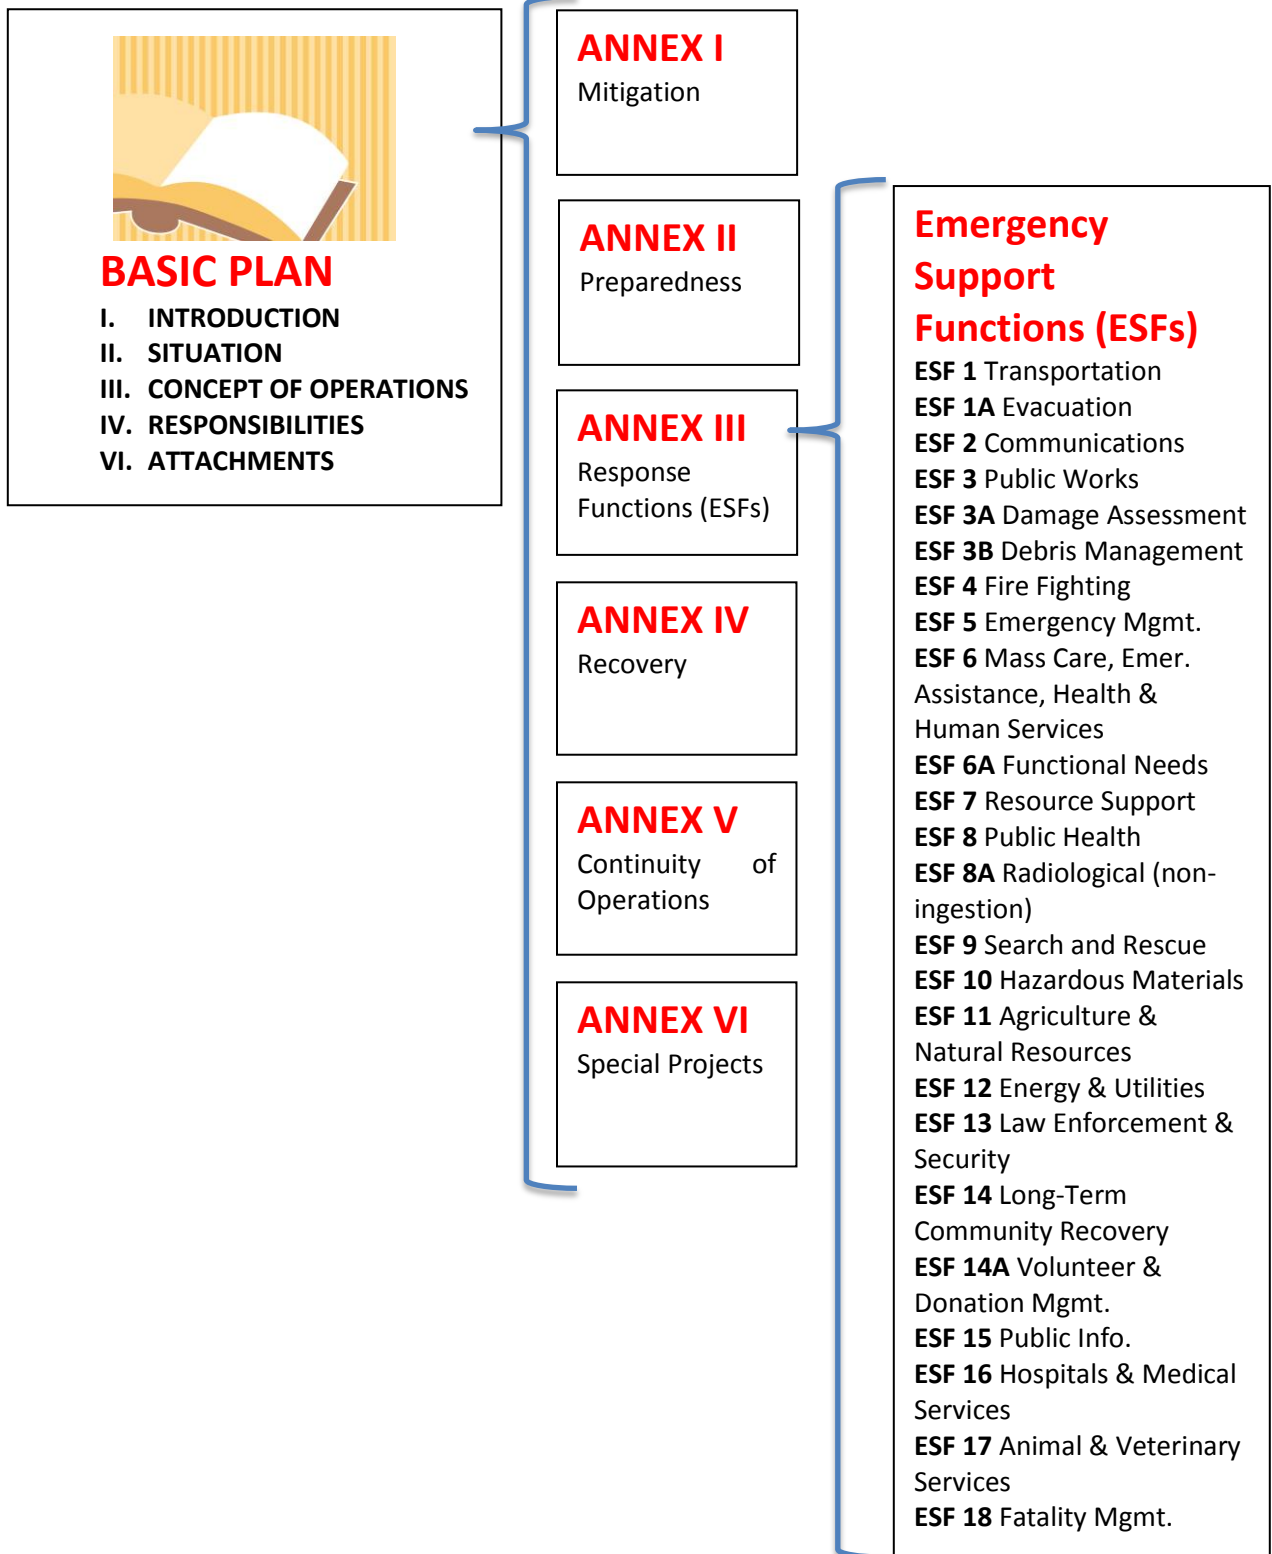 BASIC PLAN
I. INTRODUCTION
II. SITUATION
III. CONCEPT OF OPERATIONS
IV. RESPONSIBILITIES
VI. ATTACHMENTS
ANNEX I
Mitigation
ANNEX II
Preparedness
ANNEX III
Response
Functions (ESFs)
ANNEX IV
Recovery
ANNEX V
Continuity of
Operations
ANNEX VI
Special Projects
Emergency
Support
Functions (ESFs)
ESF 1 Transportation
ESF 1A Evacuation
ESF 2 Communications
ESF 3 Public Works
ESF 3A Damage Assessment
ESF 3B Debris Management
ESF 4 Fire Fighting
ESF 5 Emergency Mgmt.
ESF 6 Mass Care, Emer.
Assistance, Health &
Human Services
ESF 6A Functional Needs
ESF 7 Resource Support
ESF 8 Public Health
ESF 8A Radiological (non-
ingestion)
ESF 9 Search and Rescue
ESF 10 Hazardous Materials
ESF 11 Agriculture &
Natural Resources
ESF 12 Energy & Utilities
ESF 13 Law Enforcement &
Security
ESF 14 Long-Term
Community Recovery
ESF 14A Volunteer &
Donation Mgmt.
ESF 15 Public Info.
ESF 16 Hospitals & Medical
Services
ESF 17 Animal & Veterinary
Services
ESF 18 Fatality Mgmt.